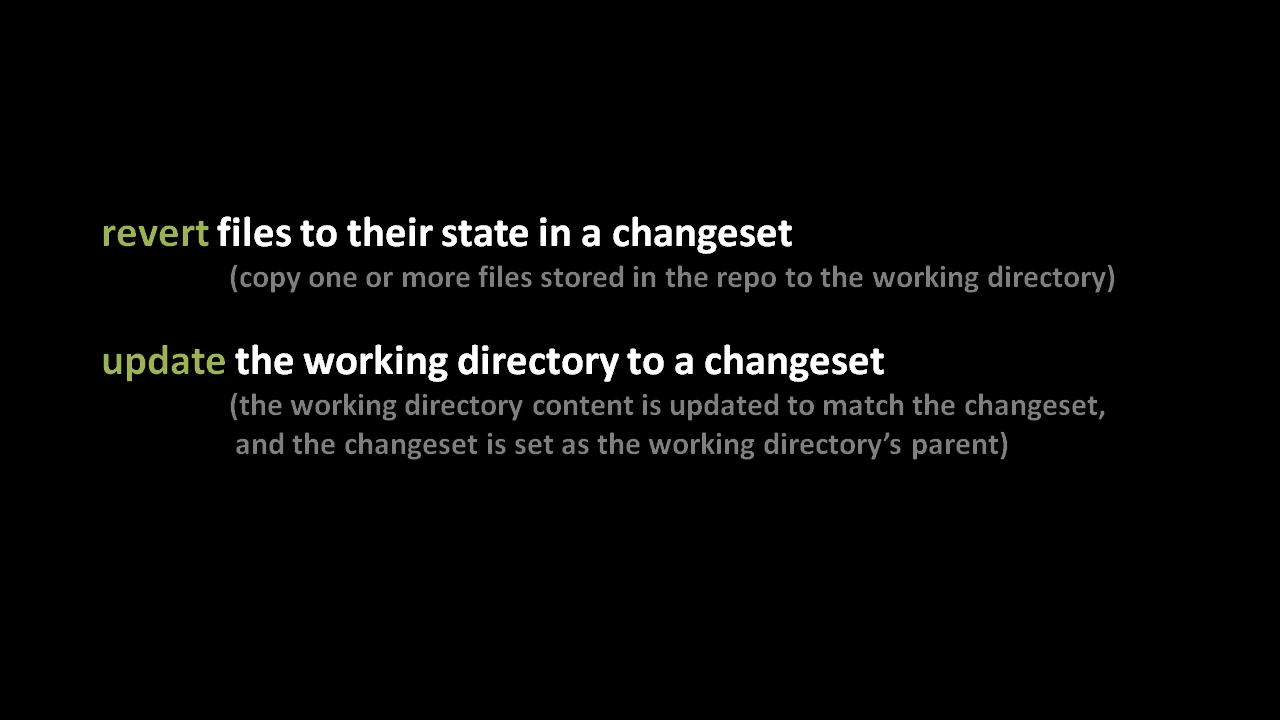 revert files to their state in a changeset
(copy one or more files stored in the repo to the working directory)
update the working directory to a changeset
(the working directory content is updated to match the changeset,
and the changeset is set as the working directory’s parent)